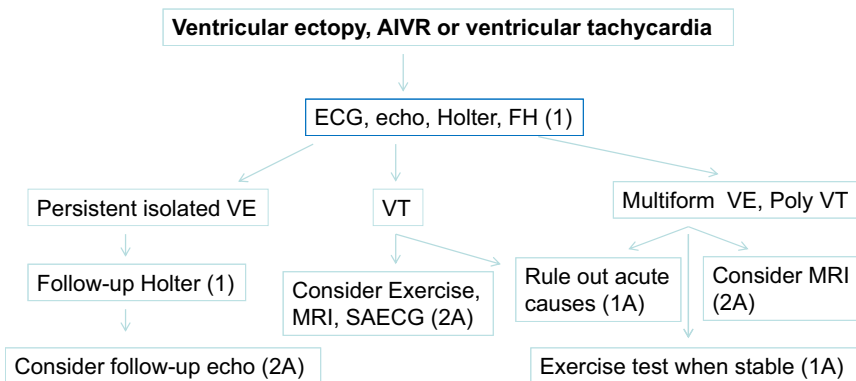 Ventricular ectopy, AIVR or ventricular tachycardia
ECG, echo, Holter, FH (1)
Persistent isolated VE
VT
Multiform VE, Poly VT
Follow-up Holter (1)
Consider Exercise,
MRI, SAECG (2A)
Rule out acute
causes (1A)
Consider MRI
(2A)
Consider follow-up echo (2A)
Exercise test when stable (1A)